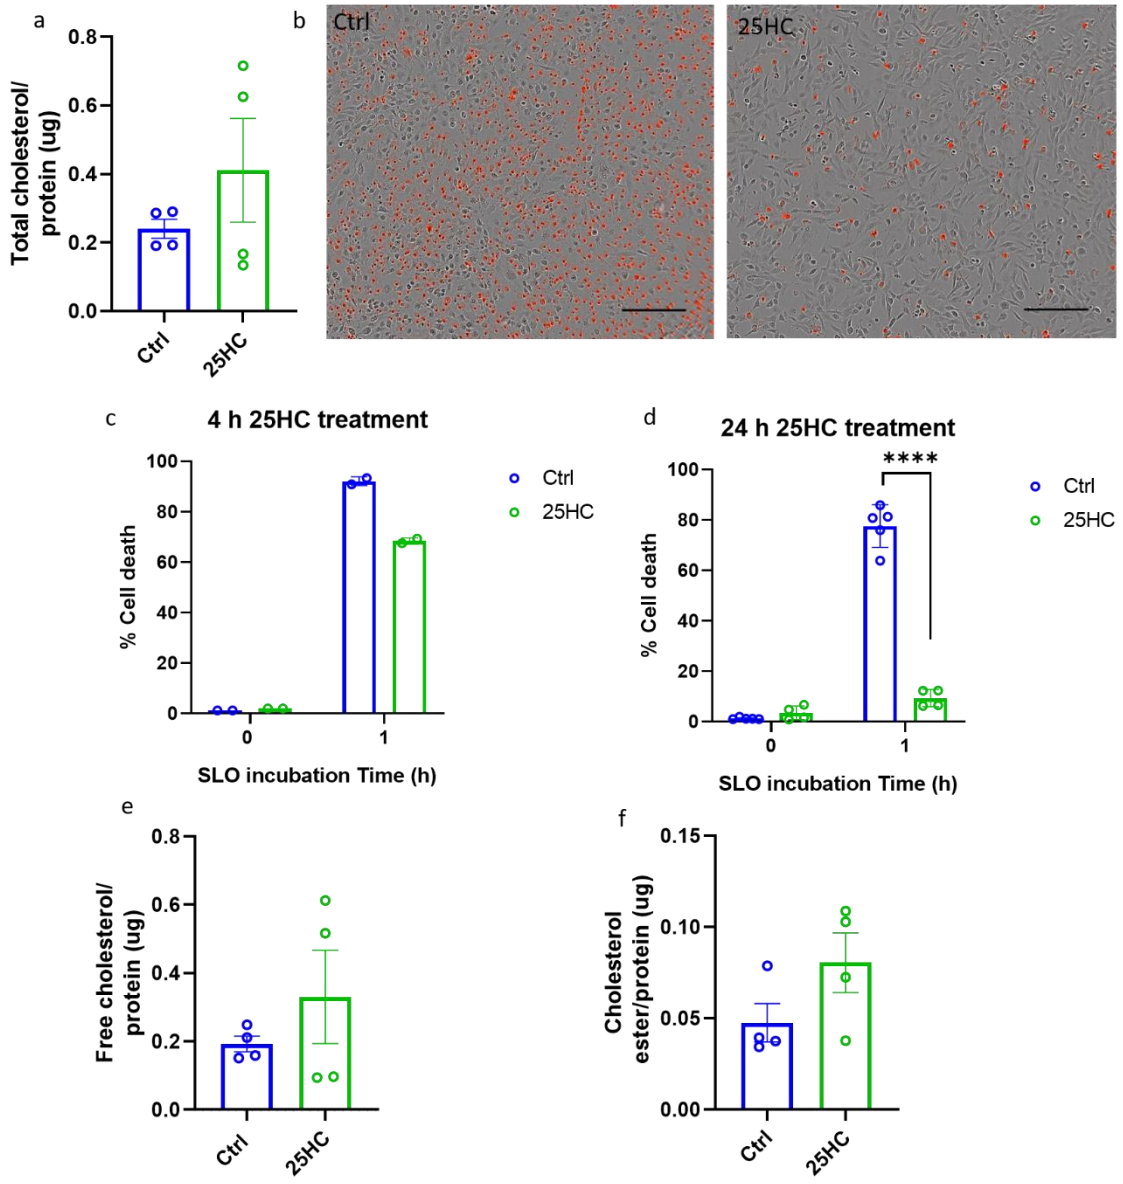 a
0.8
0.6
0.4
0.2
0.0
Total cholesterol/
protein (ug)
Ctrl
25HC
b
Ctrl
25HC
c
4 h 25HC treatment
100
80
60
40
20
0
% Cell death
0
1
SLO incubation Time (h)
Ctrl
25HC
d
24 h 25HC treatment
****
100
80
60
40
20
0
% Cell death
0
1
SLO incubation Time (h)
Ctrl
25HC
e
0.8
0.6
0.4
0.2
0.0
Free cholesterol/
protein (ug)
Ctrl
25HC
f
0.15
0.10
0.05
0.00
Cholesterol
ester/protein (ug)
Ctrl
25HC